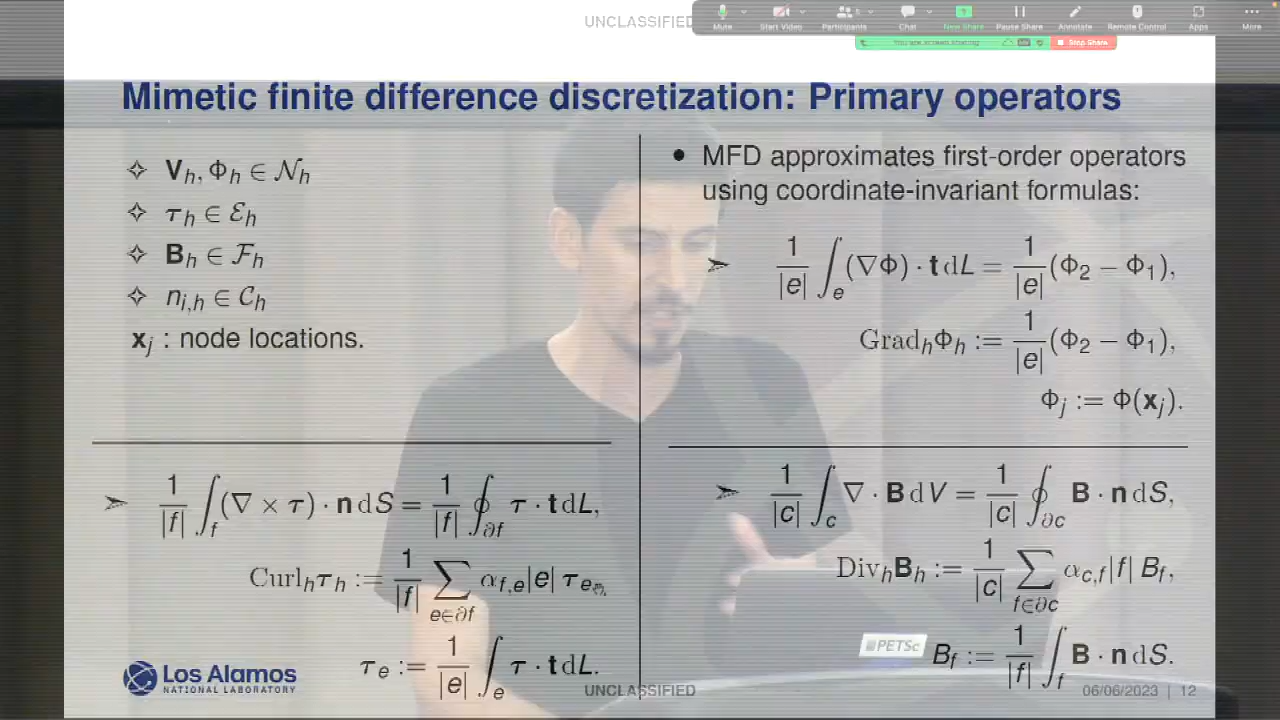 UNCLASSIFIED
Mute Start Video Participants 5 Chat New Share Pause Share Annotate Remote Control Apps More
You are screen sharing Stop Share
Mimetic finite difference discretization: Primary operators
✧ V_h, Φ_h ∈ 𝒩_h
✧ τ_h ∈ ℰ_h
✧ B_h ∈ ℱ_h
✧ n_{i,h} ∈ 𝒞_h
x_j : node locations.
• MFD approximates first-order operators
using coordinate-invariant formulas:
➢ 1/|e| ∫_e (∇Φ) · t dL = 1/|e| (Φ_2 − Φ_1),
Grad_h Φ_h := 1/|e| (Φ_2 − Φ_1),
Φ_j := Φ(x_j).
➢ 1/|f| ∫_f (∇ × τ) · n dS = 1/|f| ∮_{∂f} τ · t dL,
Curl_h τ_h := 1/|f| ∑_{e∈∂f} α_{f,e} |e| τ_e,
τ_e := 1/|e| ∫_e τ · t dL.
➢ 1/|c| ∫_c ∇ · B dV = 1/|c| ∮_{∂c} B · n dS,
Div_h B_h := 1/|c| ∑_{f∈∂c} α_{c,f} |f| B_f,
B_f := 1/|f| ∫_f B · n dS.
PETSc
Los Alamos
NATIONAL LABORATORY
UNCLASSIFIED
06/06/2023 | 12